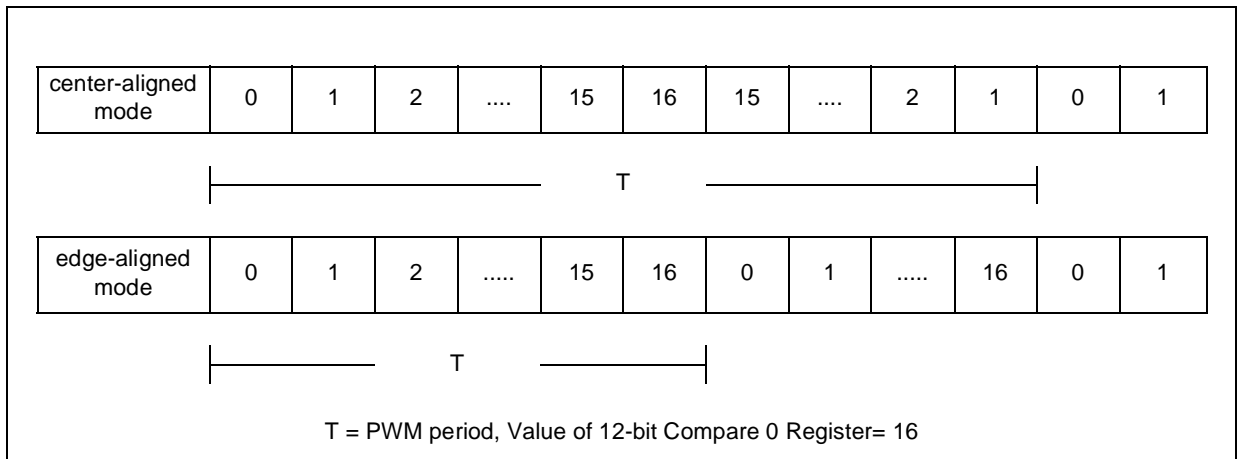 center-aligned mode 0 1 2 .... 15 16 15 .... 2 1 0 1
T
edge-aligned mode 0 1 2 ..... 15 16 0 1 ..... 16 0 1
T
T = PWM period, Value of 12-bit Compare 0 Register= 16